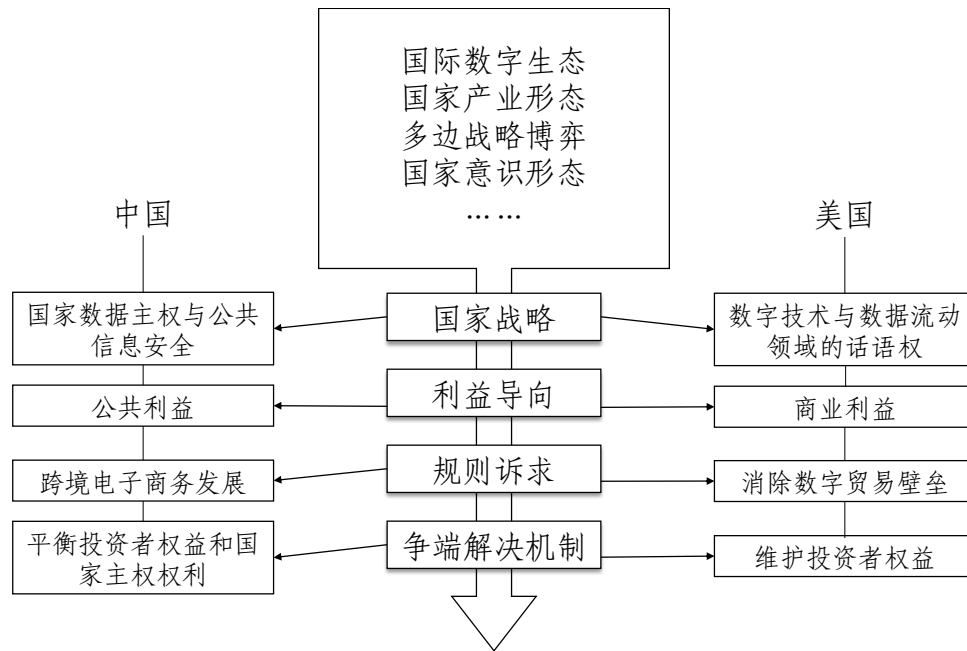 国际数字生态
国家产业形态
多边战略博弈
国家意识形态
……
中国
美国
国家数据主权与公共
信息安全
国家战略
数字技术与数据流动
领域的话语权
公共利益
利益导向
商业利益
跨境电子商务发展
规则诉求
消除数字贸易壁垒
平衡投资者权益和国
家主权权利
争端解决机制
维护投资者权益